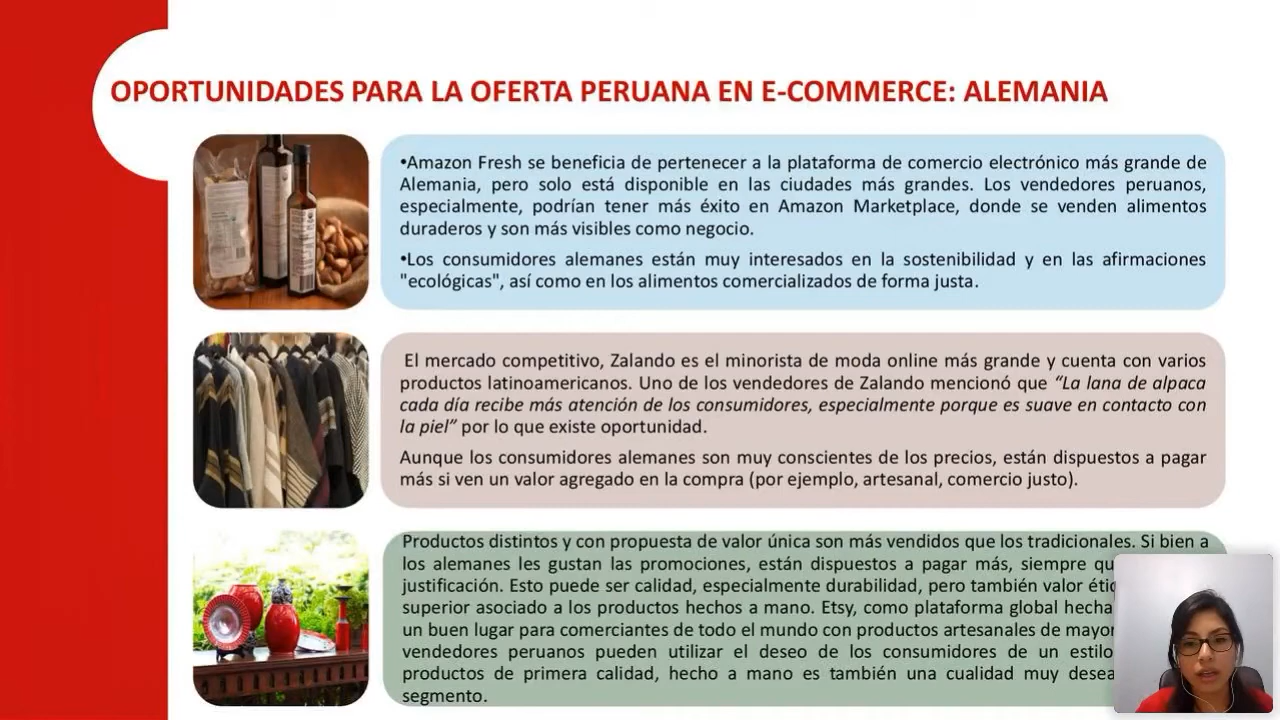 OPORTUNIDADES PARA LA OFERTA PERUANA EN E-COMMERCE: ALEMANIA
•Amazon Fresh se beneficia de pertenecer a la plataforma de comercio electrónico más grande de
Alemania, pero solo está disponible en las ciudades más grandes. Los vendedores peruanos,
especialmente, podrían tener más éxito en Amazon Marketplace, donde se venden alimentos
duraderos y son más visibles como negocio.
•Los consumidores alemanes están muy interesados en la sostenibilidad y en las afirmaciones
"ecológicas", así como en los alimentos comercializados de forma justa.
El mercado competitivo, Zalando es el minorista de moda online más grande y cuenta con varios
productos latinoamericanos. Uno de los vendedores de Zalando mencionó que “La lana de alpaca
cada día recibe más atención de los consumidores, especialmente porque es suave en contacto con
la piel” por lo que existe oportunidad.
Aunque los consumidores alemanes son muy conscientes de los precios, están dispuestos a pagar
más si ven un valor agregado en la compra (por ejemplo, artesanal, comercio justo).
Productos distintos y con propuesta de valor única son más vendidos que los tradicionales. Si bien a
los alemanes les gustan las promociones, están dispuestos a pagar más, siempre
justificación. Esto puede ser calidad, especialmente durabilidad, pero también valor
superior asociado a los productos hechos a mano. Etsy, como plataforma global hecha
un buen lugar para comerciantes de todo el mundo con productos artesanales de mayor
vendedores peruanos pueden utilizar el deseo de los consumidores de un estilo
productos de primera calidad, hecho a mano es también una cualidad muy
segmento.